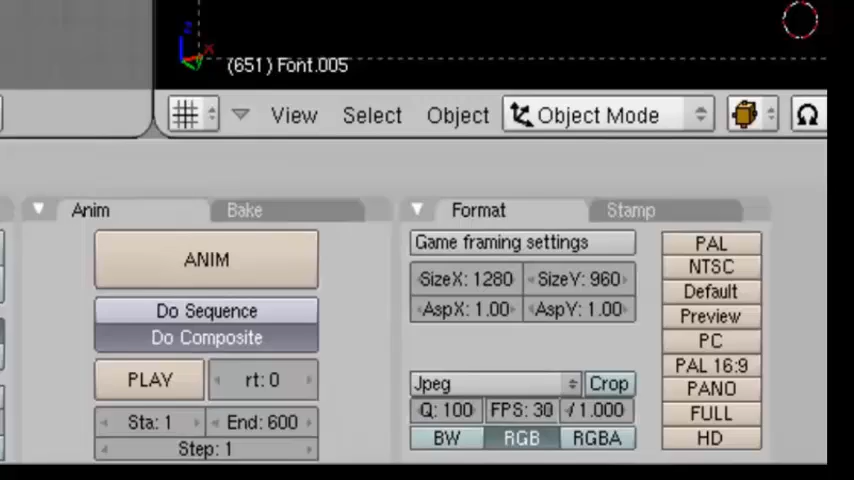 z
x
(651) Font.005
View Select Object Object Mode
Anim Bake Format Stamp
ANIM
Do Sequence
Do Composite
PLAY rt: 0
Sta: 1 End: 600
Step: 1
Game framing settings
SizeX: 1280 SizeY: 960
AspX: 1.00 AspY: 1.00
Jpeg Crop
Q: 100 FPS: 30 /1.000
BW RGB RGBA
PAL
NTSC
Default
Preview
PC
PAL 16:9
PANO
FULL
HD